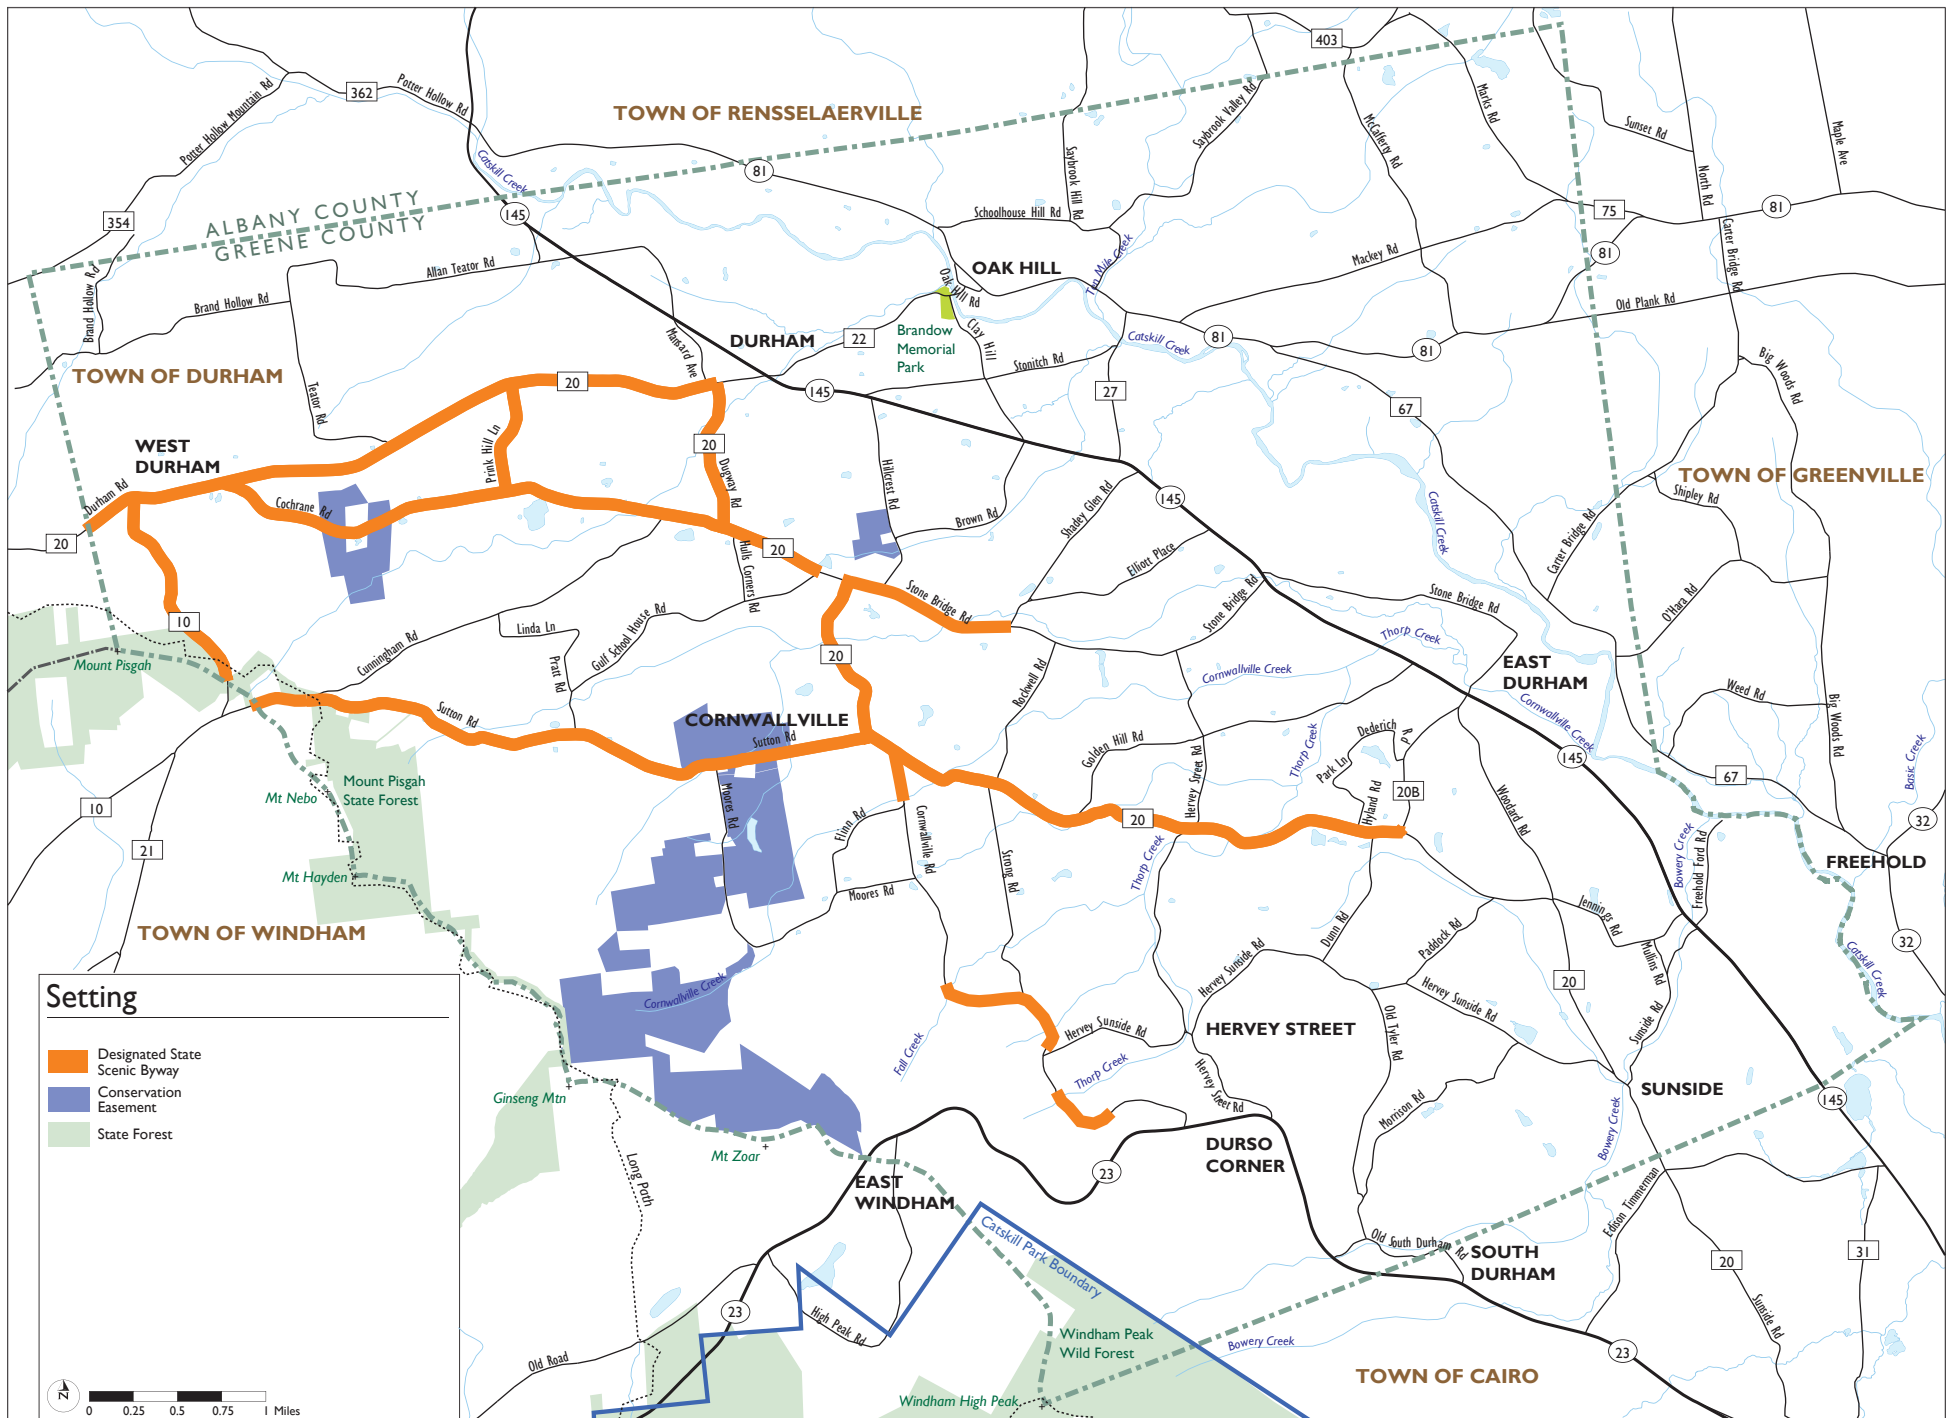 403
362
Potter Hollow Rd
Potter Hollow Mountain Rd
TOWN OF RENSSELAERVILLE
Saybrook Valley Rd
Marks Rd
McCafferty Rd
Sunset Rd
Maple Ave
Catskill Creek
81
Saybrook Hill Rd
North Rd
354
ALBANY COUNTY
GREENE COUNTY
145
Schoolhouse Hill Rd
75
81
Carter Bridge Rd
Ten Mile Creek
Mackey Rd
81
Brand Hollow Rd
Allan Teator Rd
Brand Hollow Rd
OAK HILL
Oak Hill Rd
Old Plank Rd
Clay Hill
Brandow
Memorial
Park
DURHAM
22
Mansard Ave
Catskill Creek
81
81
Stonitch Rd
Big Woods Rd
TOWN OF DURHAM
20
145
27
67
Teator Rd
Prink Hill Ln
20
Dugway Rd
WEST
DURHAM
Durham Rd
Cochrane Rd
20
Hillcrest Rd
Brown Rd
Shadey Glen Rd
145
Catskill Creek
TOWN OF GREENVILLE
Shipley Rd
Carter Bridge Rd
20
Hulls Corners Rd
Elliott Place
Stone Bridge Rd
Stone Bridge Rd
Stone Bridge Rd
O'Hara Rd
10
Linda Ln
Gulf School House Rd
Cunningham Rd
Pratt Rd
20
Thorp Creek
Mount Pisgah
Rockwell Rd
Cornwallville Creek
EAST
DURHAM
Cornwallville Creek
Weed Rd
Big Woods Rd
Sutton Rd
CORNWALLVILLE
Sutton Rd
Golden Hill Rd
Hervey Street Rd
Thorp Creek
Dederich Rd
Park Ln
Hyland Rd
20B
145
67
Basic Creek
Mount Pisgah
State Forest
Mt Nebo
10
21
Moores Rd
Flinn Rd
Cornwallville Rd
Strong Rd
20
Thorp Creek
Woodard Rd
Bowery Creek
Freehold Ford Rd
32
FREEHOLD
Mt Hayden
Moores Rd
Dunn Rd
Paddock Rd
Jennings Rd
Mullins Rd
32
TOWN OF WINDHAM
Hervey Sunside Rd
Hervey Sunside Rd
20
Catskill Creek
Cornwallville Creek
Fall Creek
Hervey Sunside Rd
HERVEY STREET
Old Tyler Rd
Sunside Rd
Thorp Creek
Hervey Street Rd
SUNSIDE
145
Morrison Rd
Bowery Creek
Ginseng Mtn
Mt Zoar
Long Path
23
DURSO
CORNER
EAST
WINDHAM
Edison Timmerman
Catskill Park Boundary
Old South Durham Rd
SOUTH
DURHAM
20
31
Sunside Rd
23
High Peak Rd
Old Road
Windham Peak
Wild Forest
Bowery Creek
23
TOWN OF CAIRO
Windham High Peak
Setting
Designated State
Scenic Byway
Conservation
Easement
State Forest
N
0 0.25 0.5 0.75 1 Miles